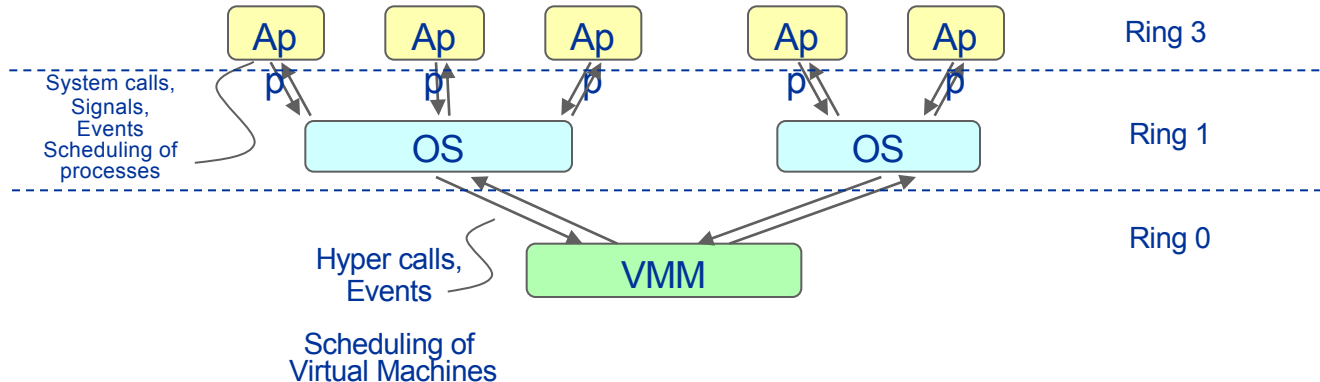 Ap
p
Ap
p
Ap
p
Ap
p
Ap
p
Ring 3
System calls,
Signals,
Events
Scheduling of
processes
OS
OS
Ring 1
Hyper calls,
Events
VMM
Ring 0
Scheduling of
Virtual Machines